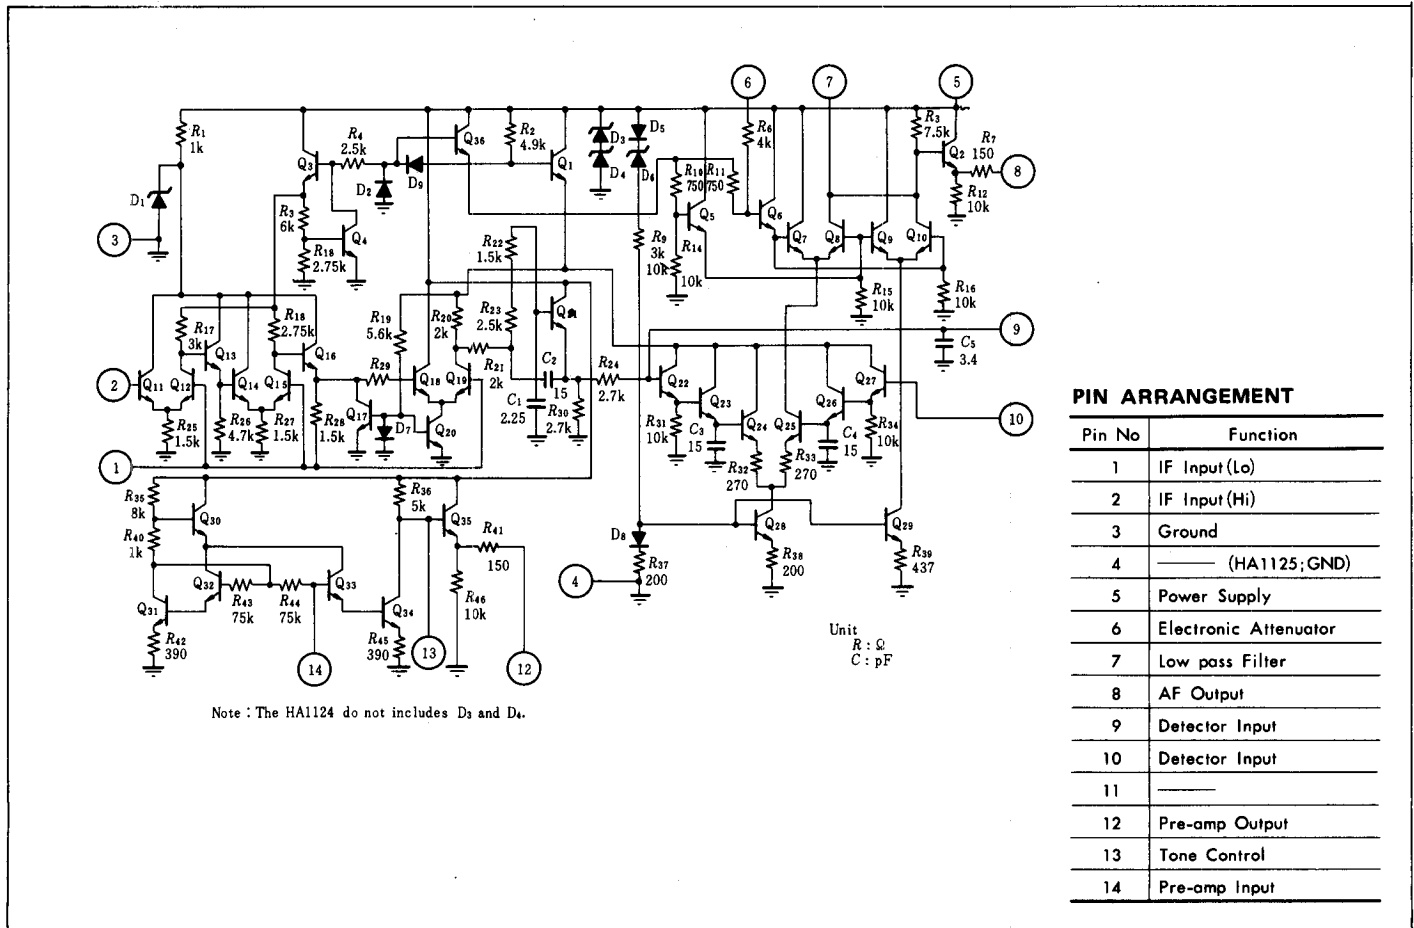 6 7 5
R1 1k
R4 2.5k
Q3
Q36
R2 4.9k
Q1
D3
D4
D5
D6
R6 4k
R3 7.5k
Q2
R7 150
8
D1
D2
D9
R10 750
R11 750
R12 10k
3
R3 6k
Q4
R18 2.75k
R22 1.5k
R9 3k
10k
R14 10k
Q5
Q6
Q7
Q8
Q9
Q10
R15 10k
R16 10k
R17 3k
Q13
R18 2.75k
Q16
R19 5.6k
R20 2k
R23 2.5k
9
C5 3.4
2
Q11
Q12
Q14
Q15
R29
Q18
Q19
R21 2k
C2 15
R24 2.7k
Q22
Q23
Q24
Q25
Q26
Q27
R25 1.5k
R26 4.7k
R27 1.5k
R28 1.5k
Q17
D7
Q20
C1 2.25
R30 2.7k
R31 10k
C3 15
C4 15
R34 10k
10
1
R32 270
R33 270
R35 8k
Q30
R36 5k
Q35
R41 150
R40 1k
D8
R37 200
Q28
Q29
R38 200
R39 437
4
Q32
R43 75k
R44 75k
Q33
Q31
Q34
R46 10k
R42 390
R45 390
14 13 12
Unit
R : Ω
C : pF
Note : The HA1124 do not includes D3 and D4.
PIN ARRANGEMENT
Pin No Function
1 IF Input (Lo)
2 IF Input (Hi)
3 Ground
4 —— (HA1125; GND)
5 Power Supply
6 Electronic Attenuator
7 Low pass Filter
8 AF Output
9 Detector Input
10 Detector Input
11 ——
12 Pre-amp Output
13 Tone Control
14 Pre-amp Input